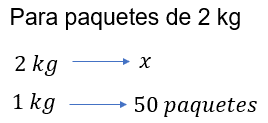 Para paquetes de 2 kg
2 kg → x
1 kg → 50 paquetes